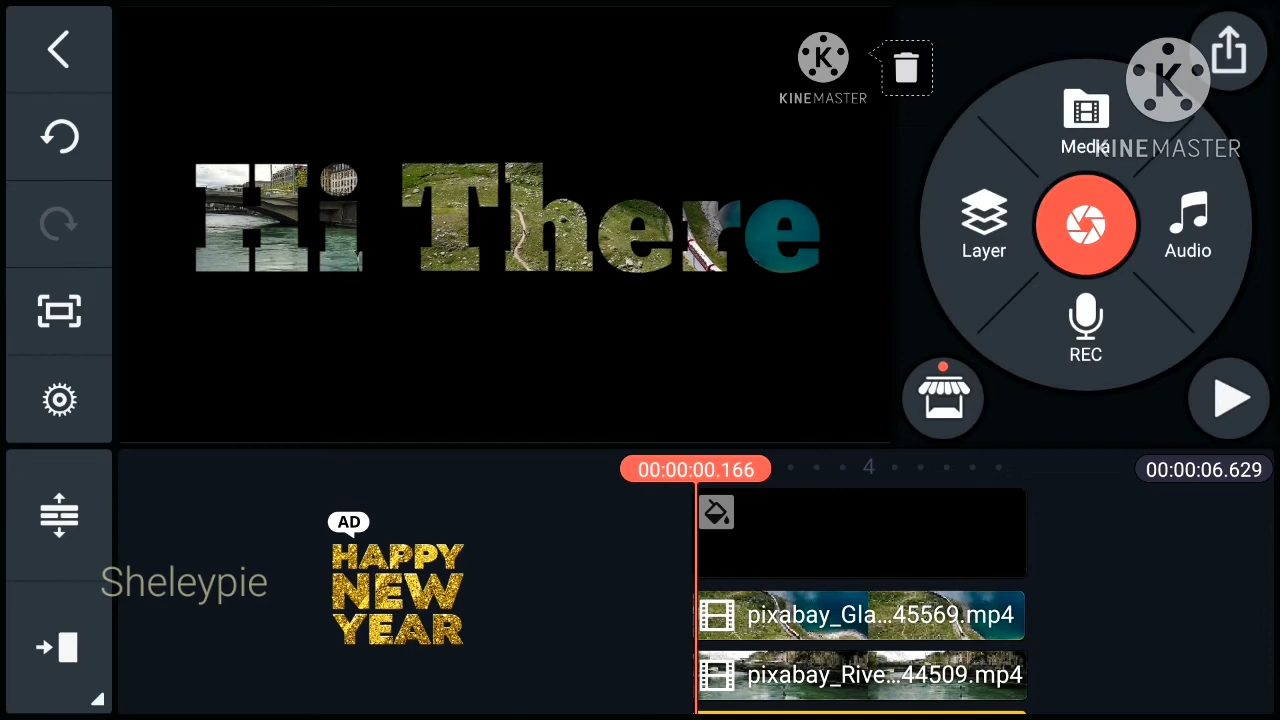 KINEMASTER
Media
KINEMASTER
Hi There
Layer
Audio
REC
00:00:00.166
4
00:00:06.629
AD
HAPPY
NEW
YEAR
Sheleypie
pixabay_Gla...45569.mp4
pixabay_Rive...44509.mp4